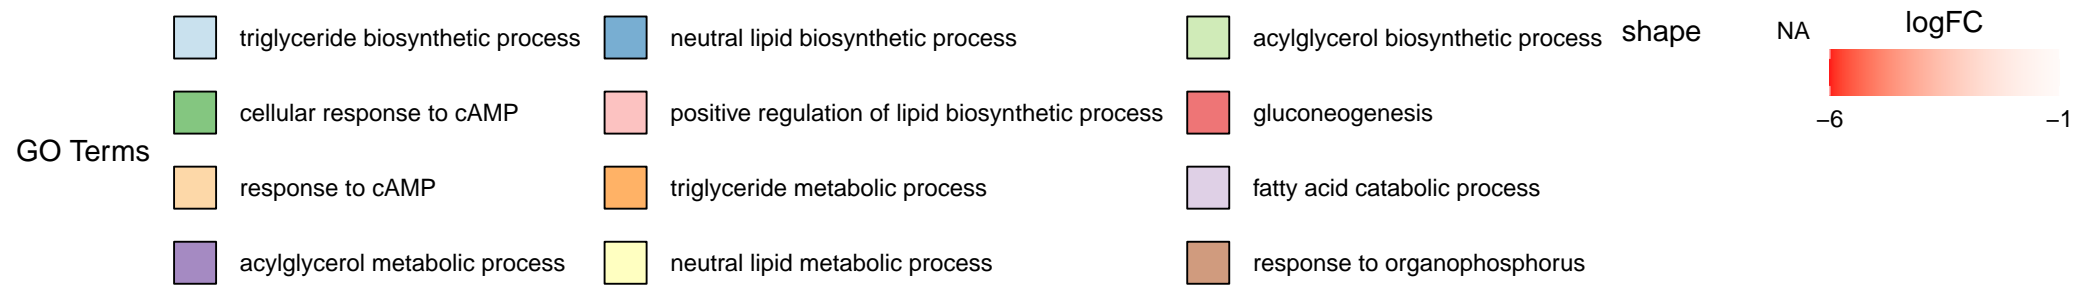 GO Terms
triglyceride biosynthetic process
neutral lipid biosynthetic process
acylglycerol biosynthetic process
cellular response to cAMP
positive regulation of lipid biosynthetic process
gluconeogenesis
response to cAMP
triglyceride metabolic process
fatty acid catabolic process
acylglycerol metabolic process
neutral lipid metabolic process
response to organophosphorus
shape
NA
logFC
−6
−1